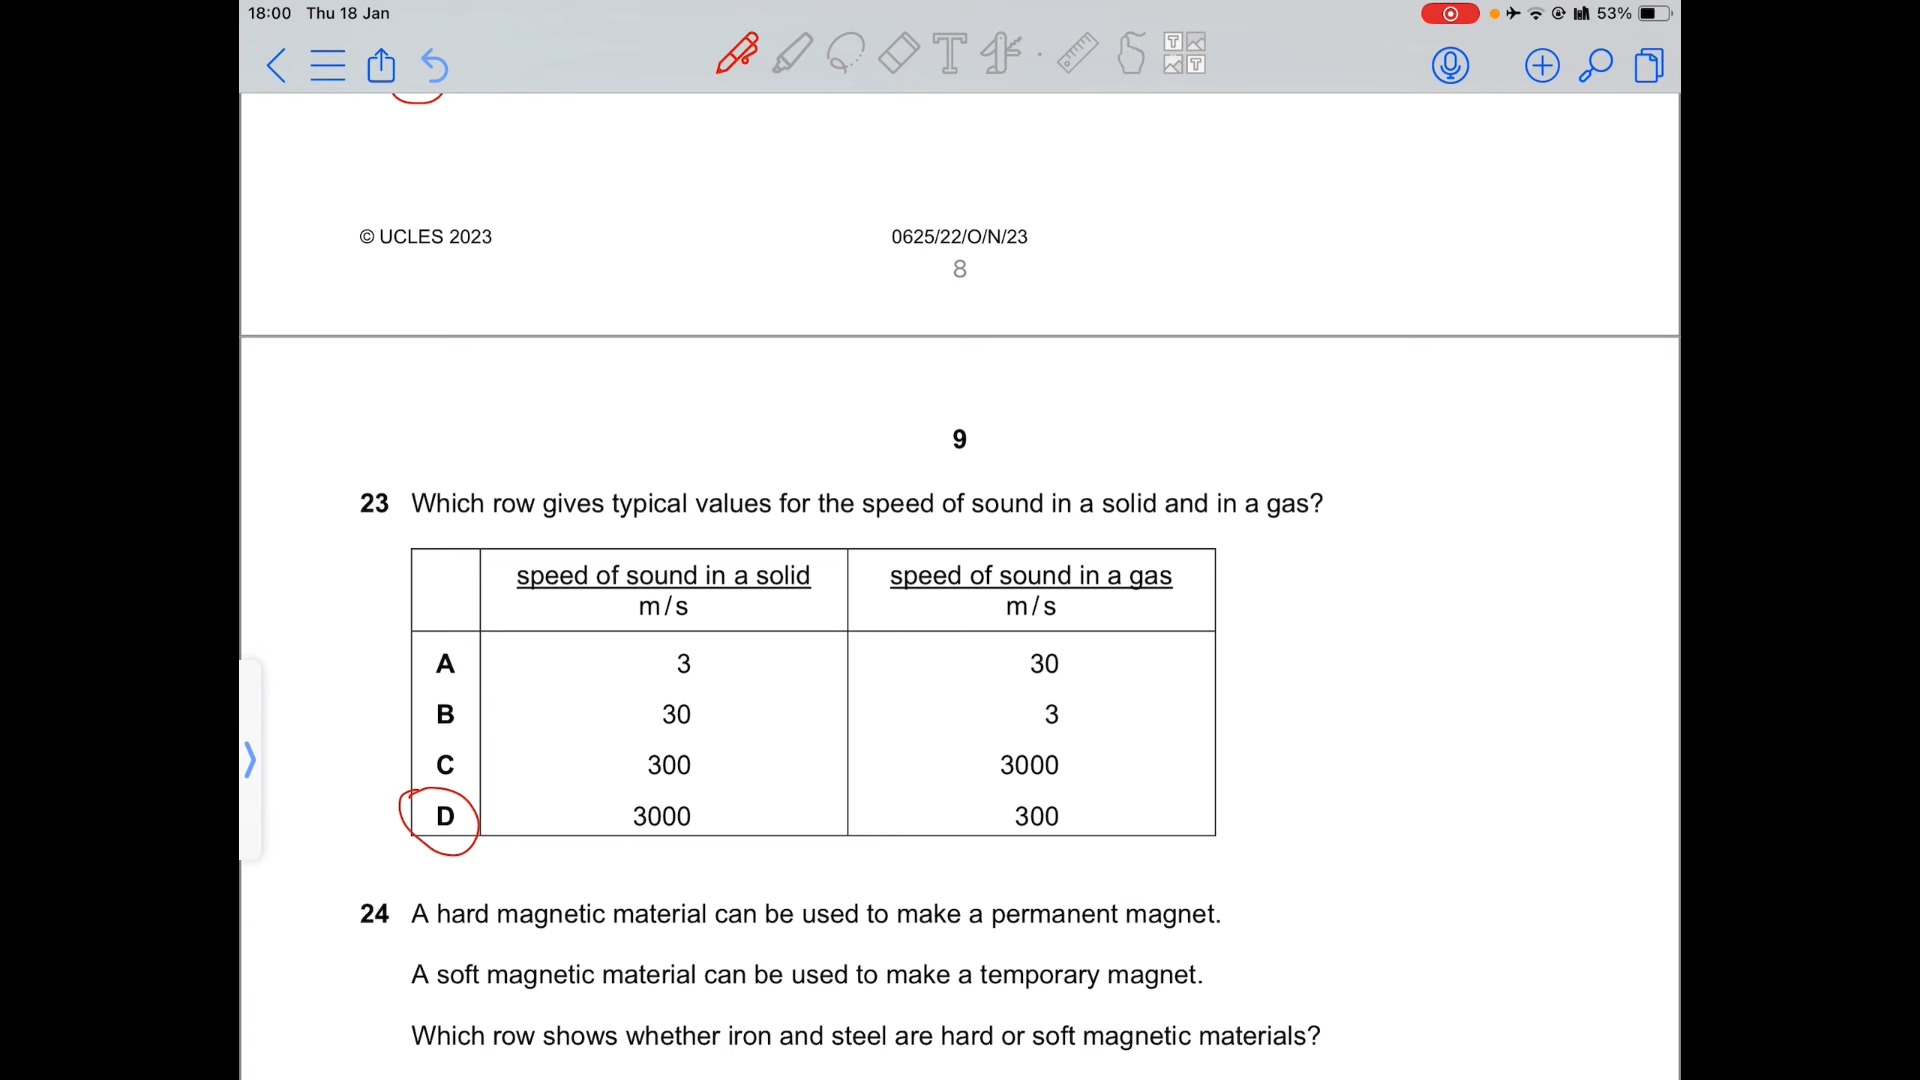 18:00 Thu 18 Jan 53%
© UCLES 2023 0625/22/O/N/23
8
9
23 Which row gives typical values for the speed of sound in a solid and in a gas?
speed of sound in a solid speed of sound in a gas
m/s m/s
A 3 30
B 30 3
C 300 3000
D 3000 300
24 A hard magnetic material can be used to make a permanent magnet.
A soft magnetic material can be used to make a temporary magnet.
Which row shows whether iron and steel are hard or soft magnetic materials?